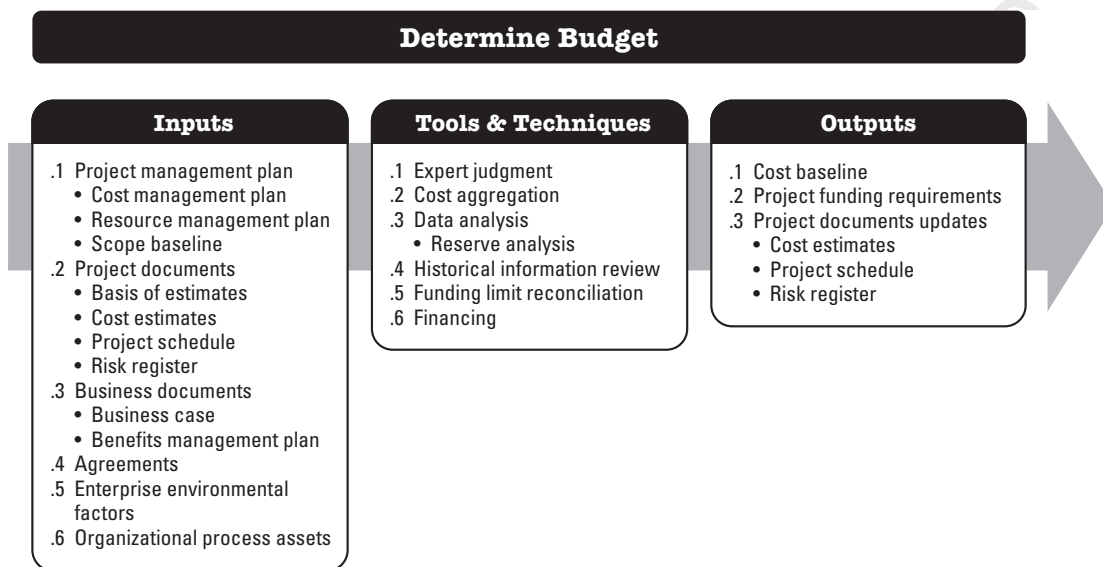 Determine Budget
Inputs
.1 Project management plan
• Cost management plan
• Resource management plan
• Scope baseline
.2 Project documents
• Basis of estimates
• Cost estimates
• Project schedule
• Risk register
.3 Business documents
• Business case
• Benefits management plan
.4 Agreements
.5 Enterprise environmental
factors
.6 Organizational process assets
Tools & Techniques
.1 Expert judgment
.2 Cost aggregation
.3 Data analysis
• Reserve analysis
.4 Historical information review
.5 Funding limit reconciliation
.6 Financing
Outputs
.1 Cost baseline
.2 Project funding requirements
.3 Project documents updates
• Cost estimates
• Project schedule
• Risk register